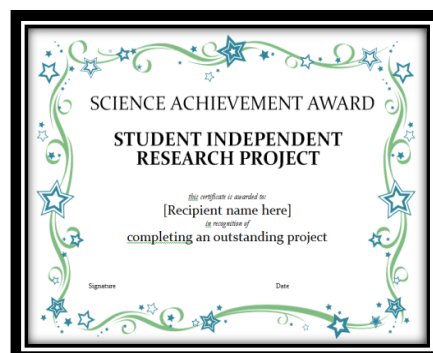 SCIENCE ACHIEVEMENT AWARD
STUDENT INDEPENDENT
RESEARCH PROJECT
this certificate is awarded to:
[Recipient name here]
in recognition of
completing an outstanding project
Signature Date